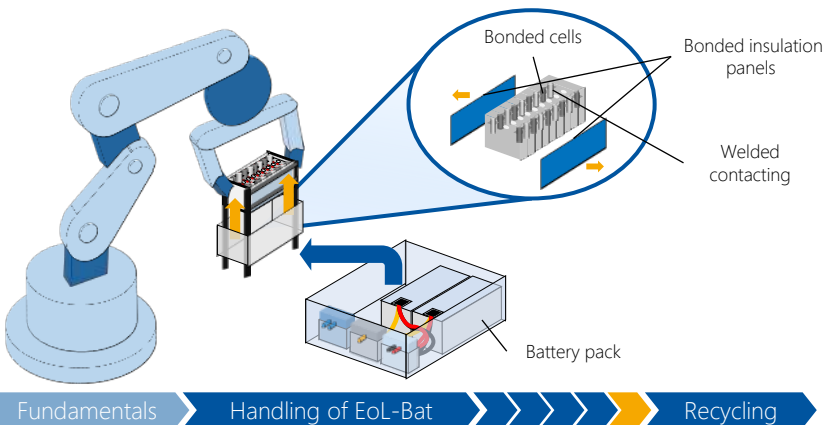 Bonded cells
Bonded insulation
panels
Welded
contacting
Battery pack
Fundamentals
Handling of EoL-Bat
Recycling